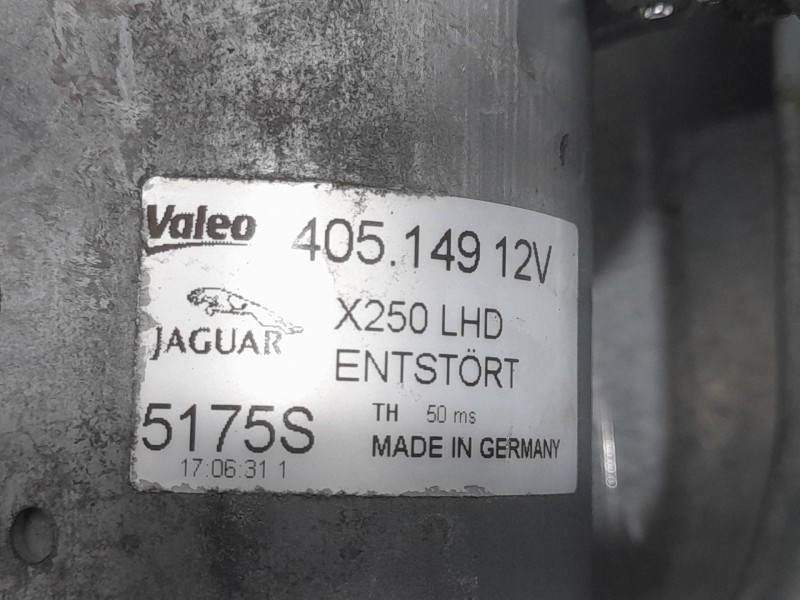 Valeo 405.149 12V
X250 LHD
JAGUAR
ENTSTÖRT
5175S TH 50 ms
17:06:31 1 MADE IN GERMANY